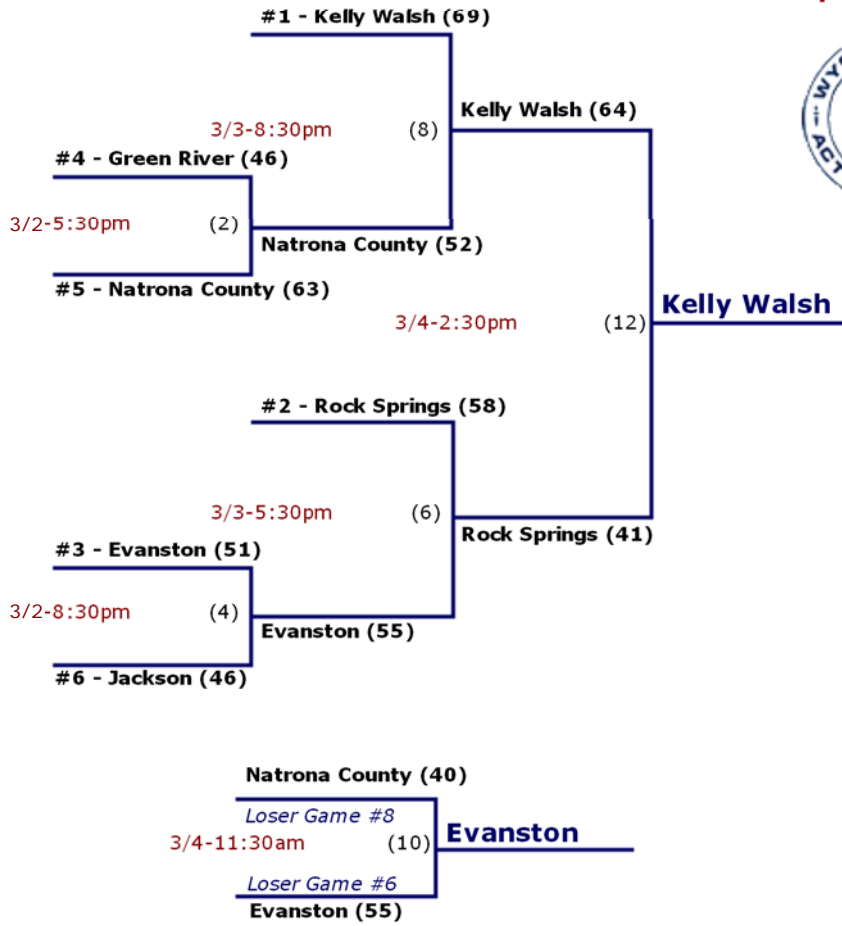 #1 - Kelly Walsh (69)
Kelly Walsh (64)
3/3-8:30pm (8)
#4 - Green River (46)
3/2-5:30pm (2)
Natrona County (52)
#5 - Natrona County (63)
Kelly Walsh
3/4-2:30pm (12)
#2 - Rock Springs (58)
3/3-5:30pm (6)
Rock Springs (41)
#3 - Evanston (51)
3/2-8:30pm (4)
Evanston (55)
#6 - Jackson (46)
Natrona County (40)
Loser Game #8
3/4-11:30am (10)
Evanston
Loser Game #6
Evanston (55)